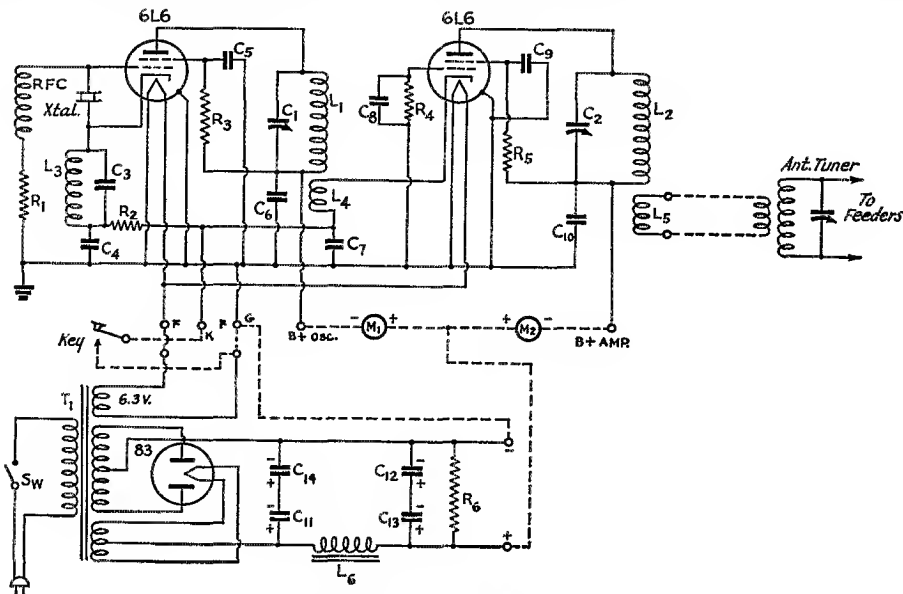 6L6
6L6
C5
C9
RFC
Xtal.
R3
C1
L1
C8
R4
C2
L2
R5
L3
C3
Ant. Tuner
R1
R2
C6
L4
L5
To
Feeders
C4
C7
C10
F
K
F
G
- M1 +
+ M2 -
Key
B+ OSC.
B+ AMP.
T1
6.3V.
83
-
SW
- C14 +
- C12 +
R6
- C11 +
- C13 +
+
L6